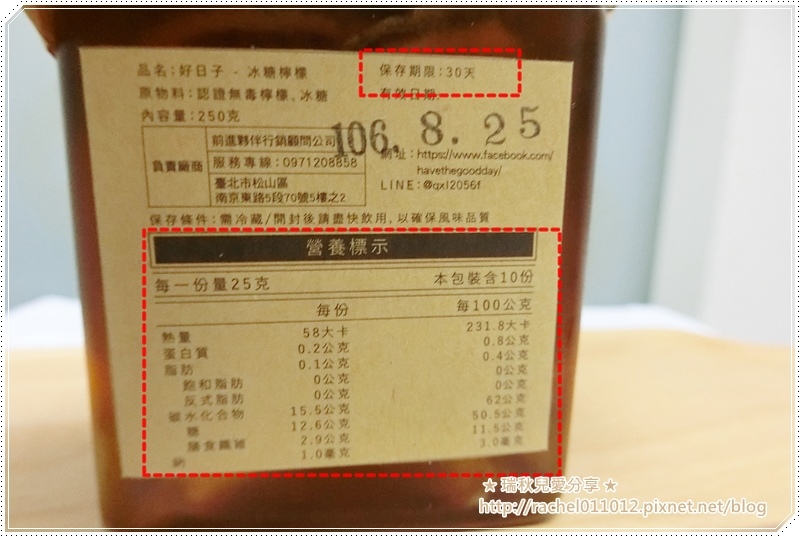 品名：好日子 - 冰糖檸檬
保存期限：30天
原物料：認證無毒檸檬、冰糖
有效日期：
內容量：250克
106. 8. 25
負責廠商
前進夥伴行銷顧問公司
服務專線：0971208858
臺北市松山區
南京東路5段70號5樓之2
網址：https://www.facebook.com/
havethegoodday/
LINE：@qxl2056f
保存條件：需冷藏/開封後請盡快飲用，以確保風味品質
營養標示
每一份量25克 本包裝含10份
每份 每100公克
熱量 58大卡 231.8大卡
蛋白質 0.2公克 0.8公克
脂肪 0.1公克 0.4公克
飽和脂肪 0公克 0公克
反式脂肪 0公克 0公克
碳水化合物 15.5公克 62公克
糖 12.6公克 50.5公克
膳食纖維 2.9公克 11.5公克
鈉 1.0毫克 3.0毫克
★ 瑞秋兒愛分享 ★
http://rachel011012.pixnet.net/blog